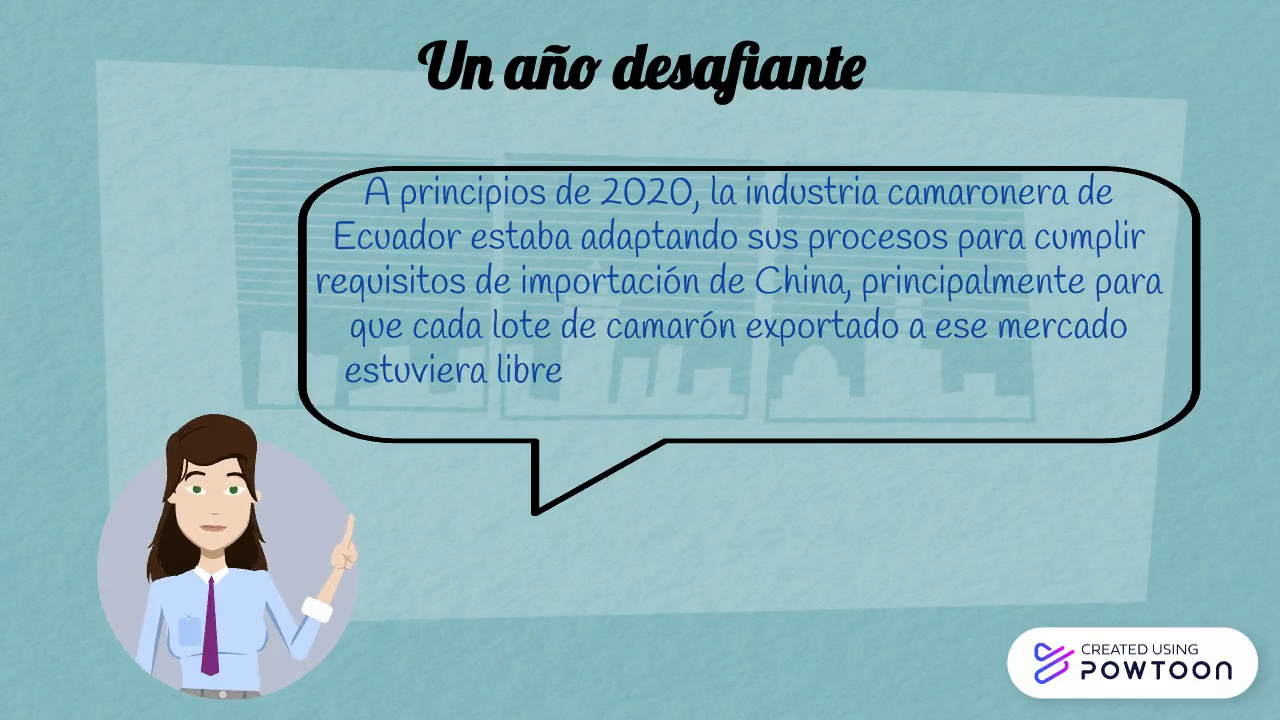 Un año desafiante
A principios de 2020, la industria camaronera de
Ecuador estaba adaptando sus procesos para cumplir
requisitos de importación de China, principalmente para
que cada lote de camarón exportado a ese mercado
estuviera libre
CREATED USING
POWTOON